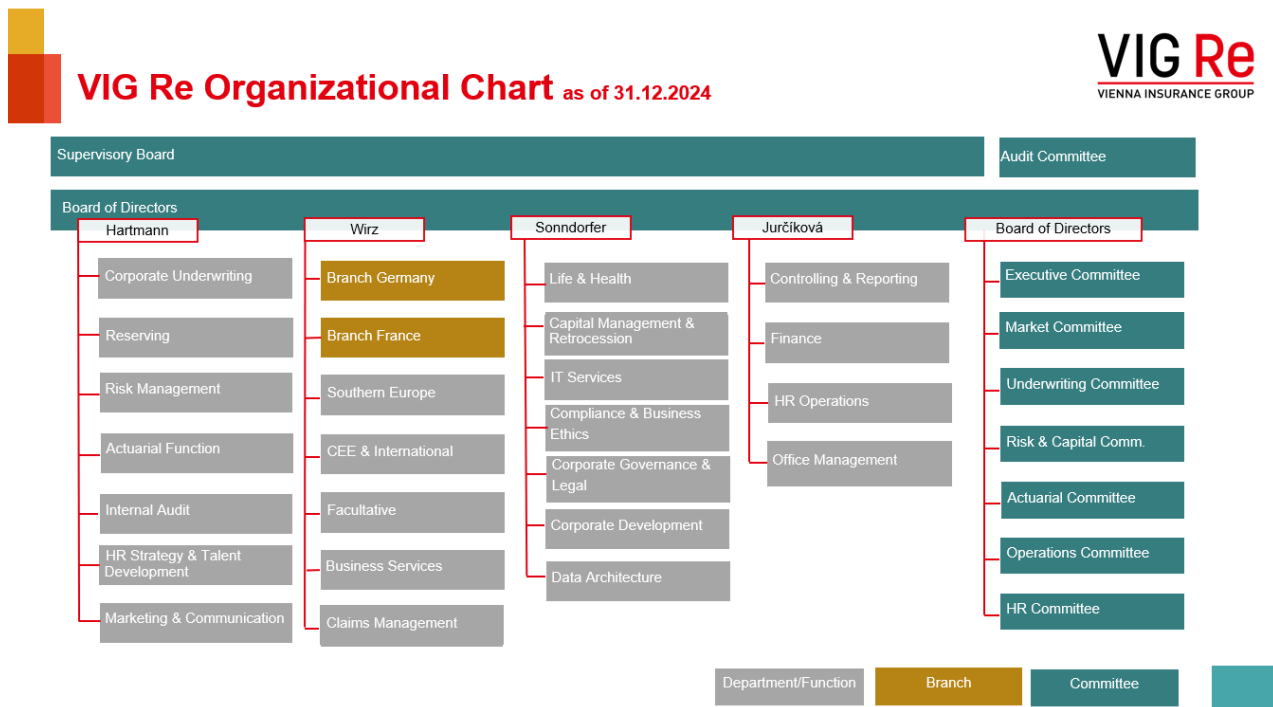 VIG Re Organizational Chart as of 31.12.2024
VIG Re
VIENNA INSURANCE GROUP
Supervisory Board
Audit Committee
Board of Directors
Hartmann
Corporate Underwriting
Reserving
Risk Management
Actuarial Function
Internal Audit
HR Strategy & Talent
Development
Marketing & Communication
Wirz
Branch Germany
Branch France
Southern Europe
CEE & International
Facultative
Business Services
Claims Management
Sonndorfer
Life & Health
Capital Management &
Retrocession
IT Services
Compliance & Business
Ethics
Corporate Governance &
Legal
Corporate Development
Data Architecture
Jurčíková
Controlling & Reporting
Finance
HR Operations
Office Management
Board of Directors
Executive Committee
Market Committee
Underwriting Committee
Risk & Capital Comm.
Actuarial Committee
Operations Committee
HR Committee
Department/Function
Branch
Committee